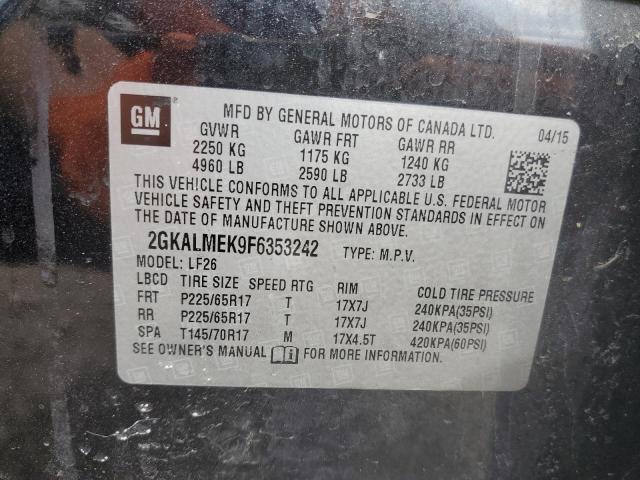 GM
MFD BY GENERAL MOTORS OF CANADA LTD. 04/15
GVWR GAWR FRT GAWR RR
2250 KG 1175 KG 1240 KG
4960 LB 2590 LB 2733 LB
THIS VEHICLE CONFORMS TO ALL APPLICABLE U.S. FEDERAL MOTOR
VEHICLE SAFETY AND THEFT PREVENTION STANDARDS IN EFFECT ON
THE DATE OF MANUFACTURE SHOWN ABOVE.
2GKALMEK9F6353242 TYPE: M.P.V.
MODEL: LF26
LBCD TIRE SIZE SPEED RTG RIM COLD TIRE PRESSURE
FRT P225/65R17 T 17X7J 240KPA(35PSI)
RR P225/65R17 T 17X7J 240KPA(35PSI)
SPA T145/70R17 M 17X4.5T 420KPA(60PSI)
SEE OWNER'S MANUAL FOR MORE INFORMATION.